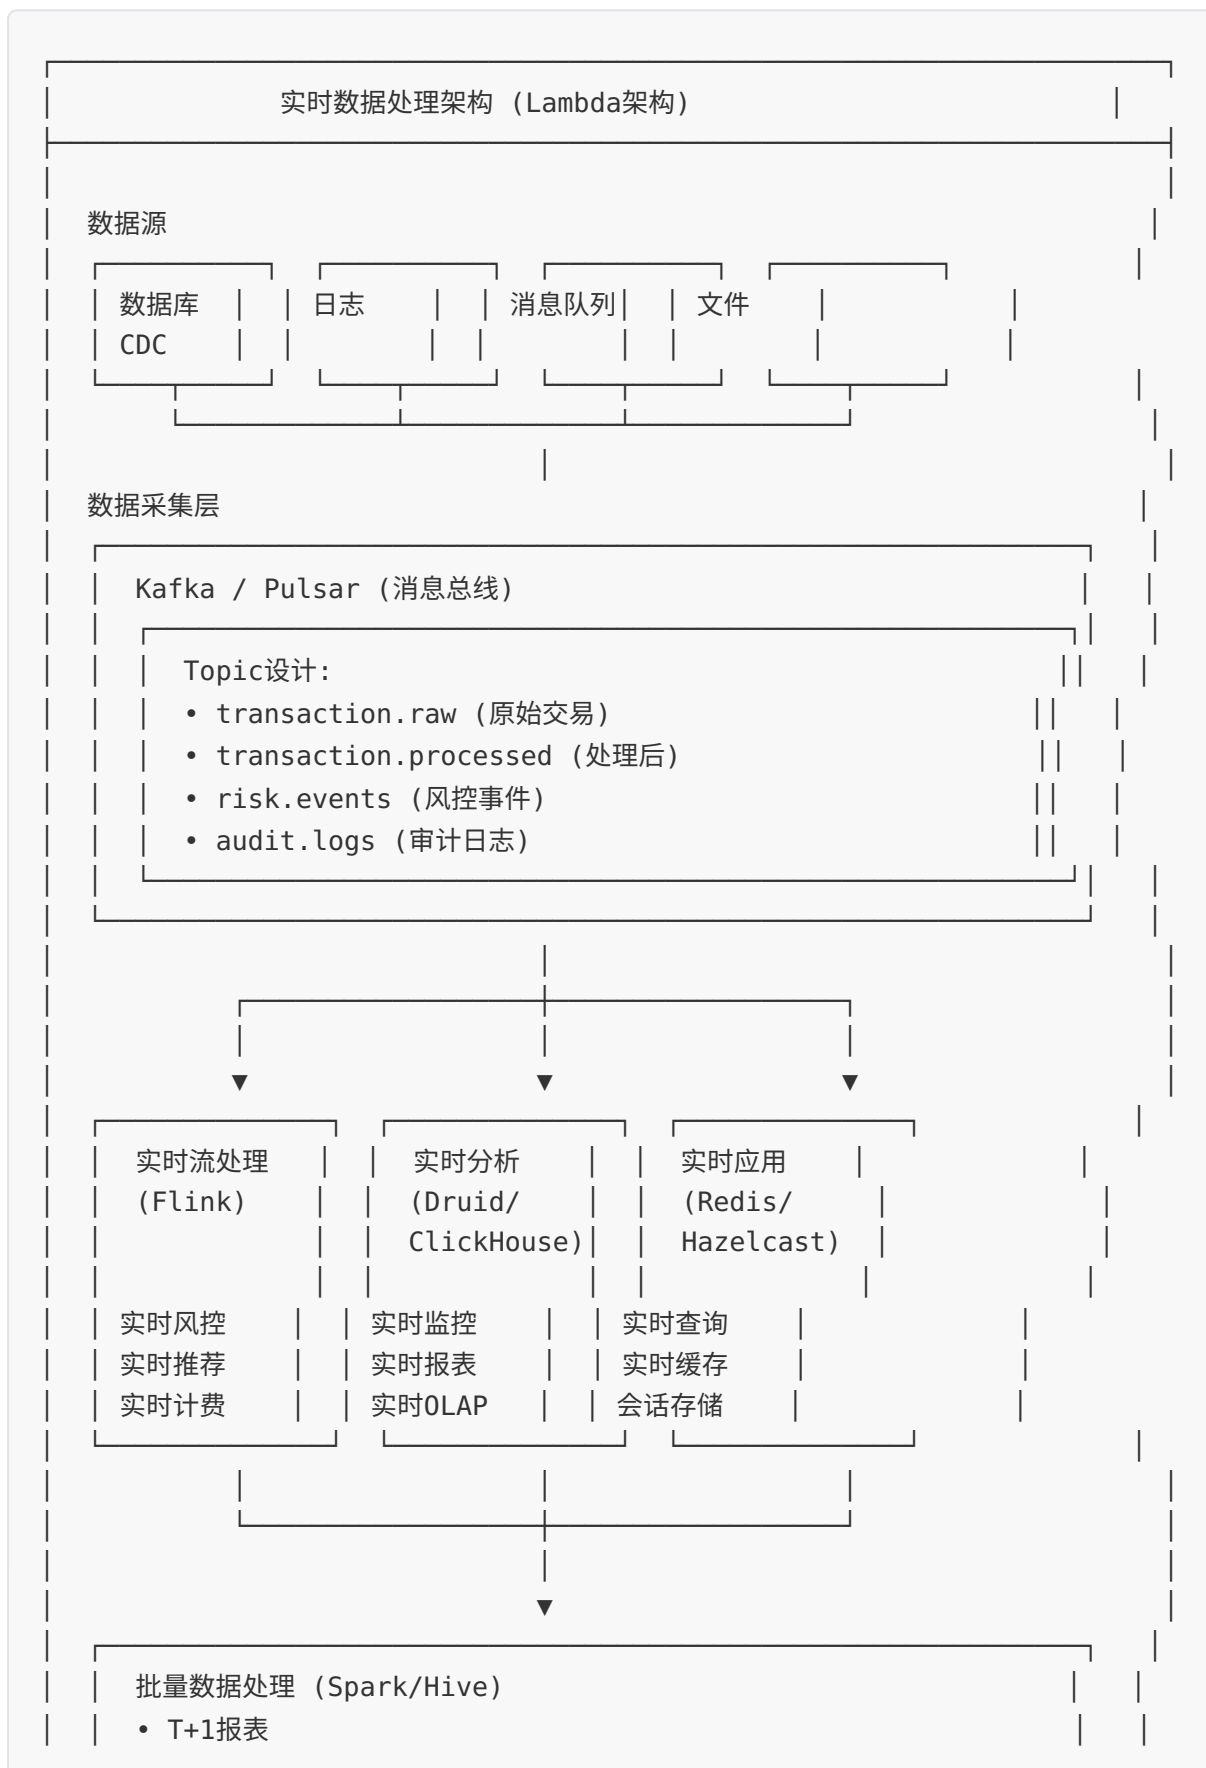 实时数据处理架构 (Lambda架构)
数据源
数据库 日志 消息队列 文件
CDC
数据采集层
Kafka / Pulsar (消息总线)
Topic设计:
• transaction.raw (原始交易)
• transaction.processed (处理后)
• risk.events (风控事件)
• audit.logs (审计日志)
实时流处理 实时分析 实时应用
(Flink) (Druid/ (Redis/
ClickHouse) Hazelcast)
实时风控 实时监控 实时查询
实时推荐 实时报表 实时缓存
实时计费 实时OLAP 会话存储
批量数据处理 (Spark/Hive)
• T+1报表